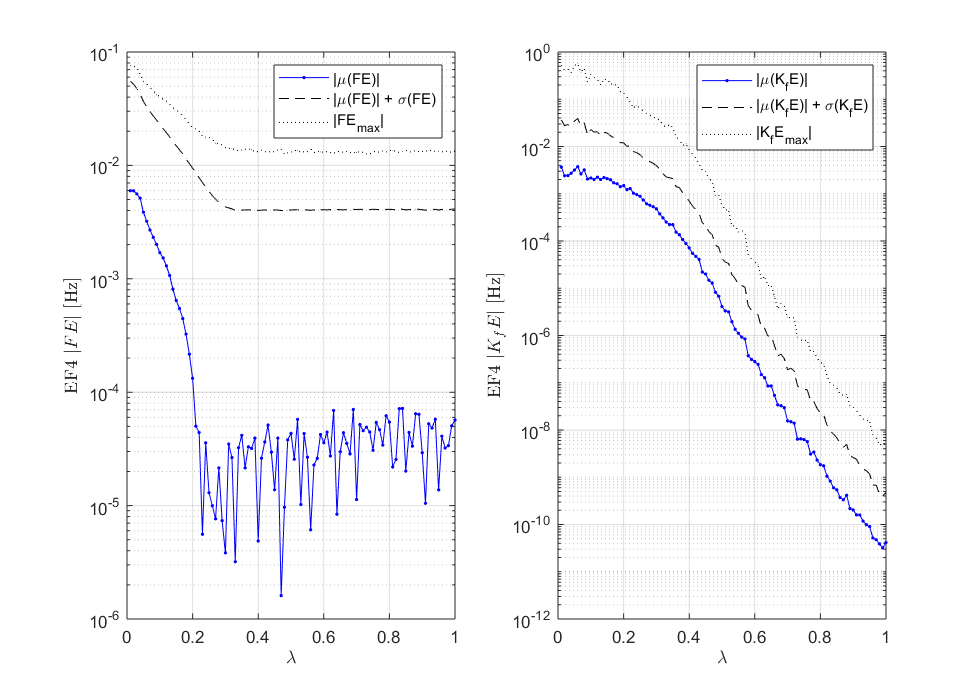 EF4 |FE| [Hz]
10^-1
10^-2
10^-3
10^-4
10^-5
10^-6
|μ(FE)|
|μ(FE)| + σ(FE)
|FE_max|
0 0.2 0.4 0.6 0.8 1
λ
EF4 |K_f E| [Hz]
10^0
10^-2
10^-4
10^-6
10^-8
10^-10
10^-12
|μ(K_fE)|
|μ(K_fE)| + σ(K_fE)
|K_fE_max|
0 0.2 0.4 0.6 0.8 1
λ